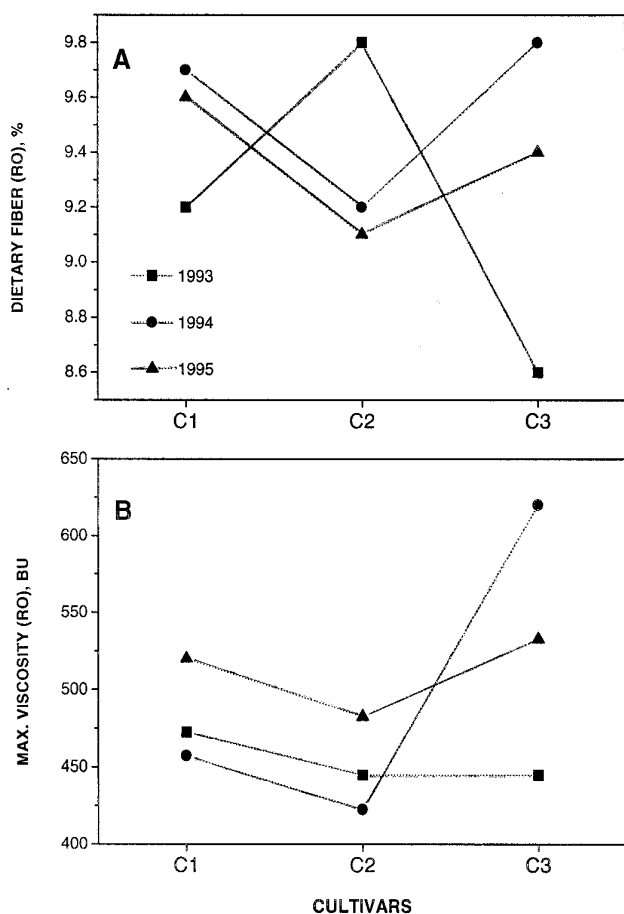 A
DIETARY FIBER (RO), %
9.8
9.6
9.4
9.2
9.0
8.8
8.6
1993
1994
1995
C1 C2 C3
B
MAX. VISCOSITY (RO), BU
650
600
550
500
450
400
C1 C2 C3
CULTIVARS